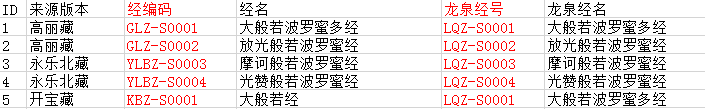 ID 来源版本 经编码 经名 龙泉经号 龙泉经名
1 高丽藏 GLZ-S0001 大般若波罗蜜多经 LQZ-S0001 大般若波罗蜜多经
2 高丽藏 GLZ-S0002 放光般若波罗蜜经 LQZ-S0002 放光般若波罗蜜经
3 永乐北藏 YLBZ-S0003 摩诃般若波罗蜜经 LQZ-S0003 摩诃般若波罗蜜经
4 永乐北藏 YLBZ-S0004 光赞般若波罗蜜经 LQZ-S0004 光赞般若波罗蜜经
5 开宝藏 KBZ-S0001 大般若经 LQZ-S0001 大般若波罗蜜多经